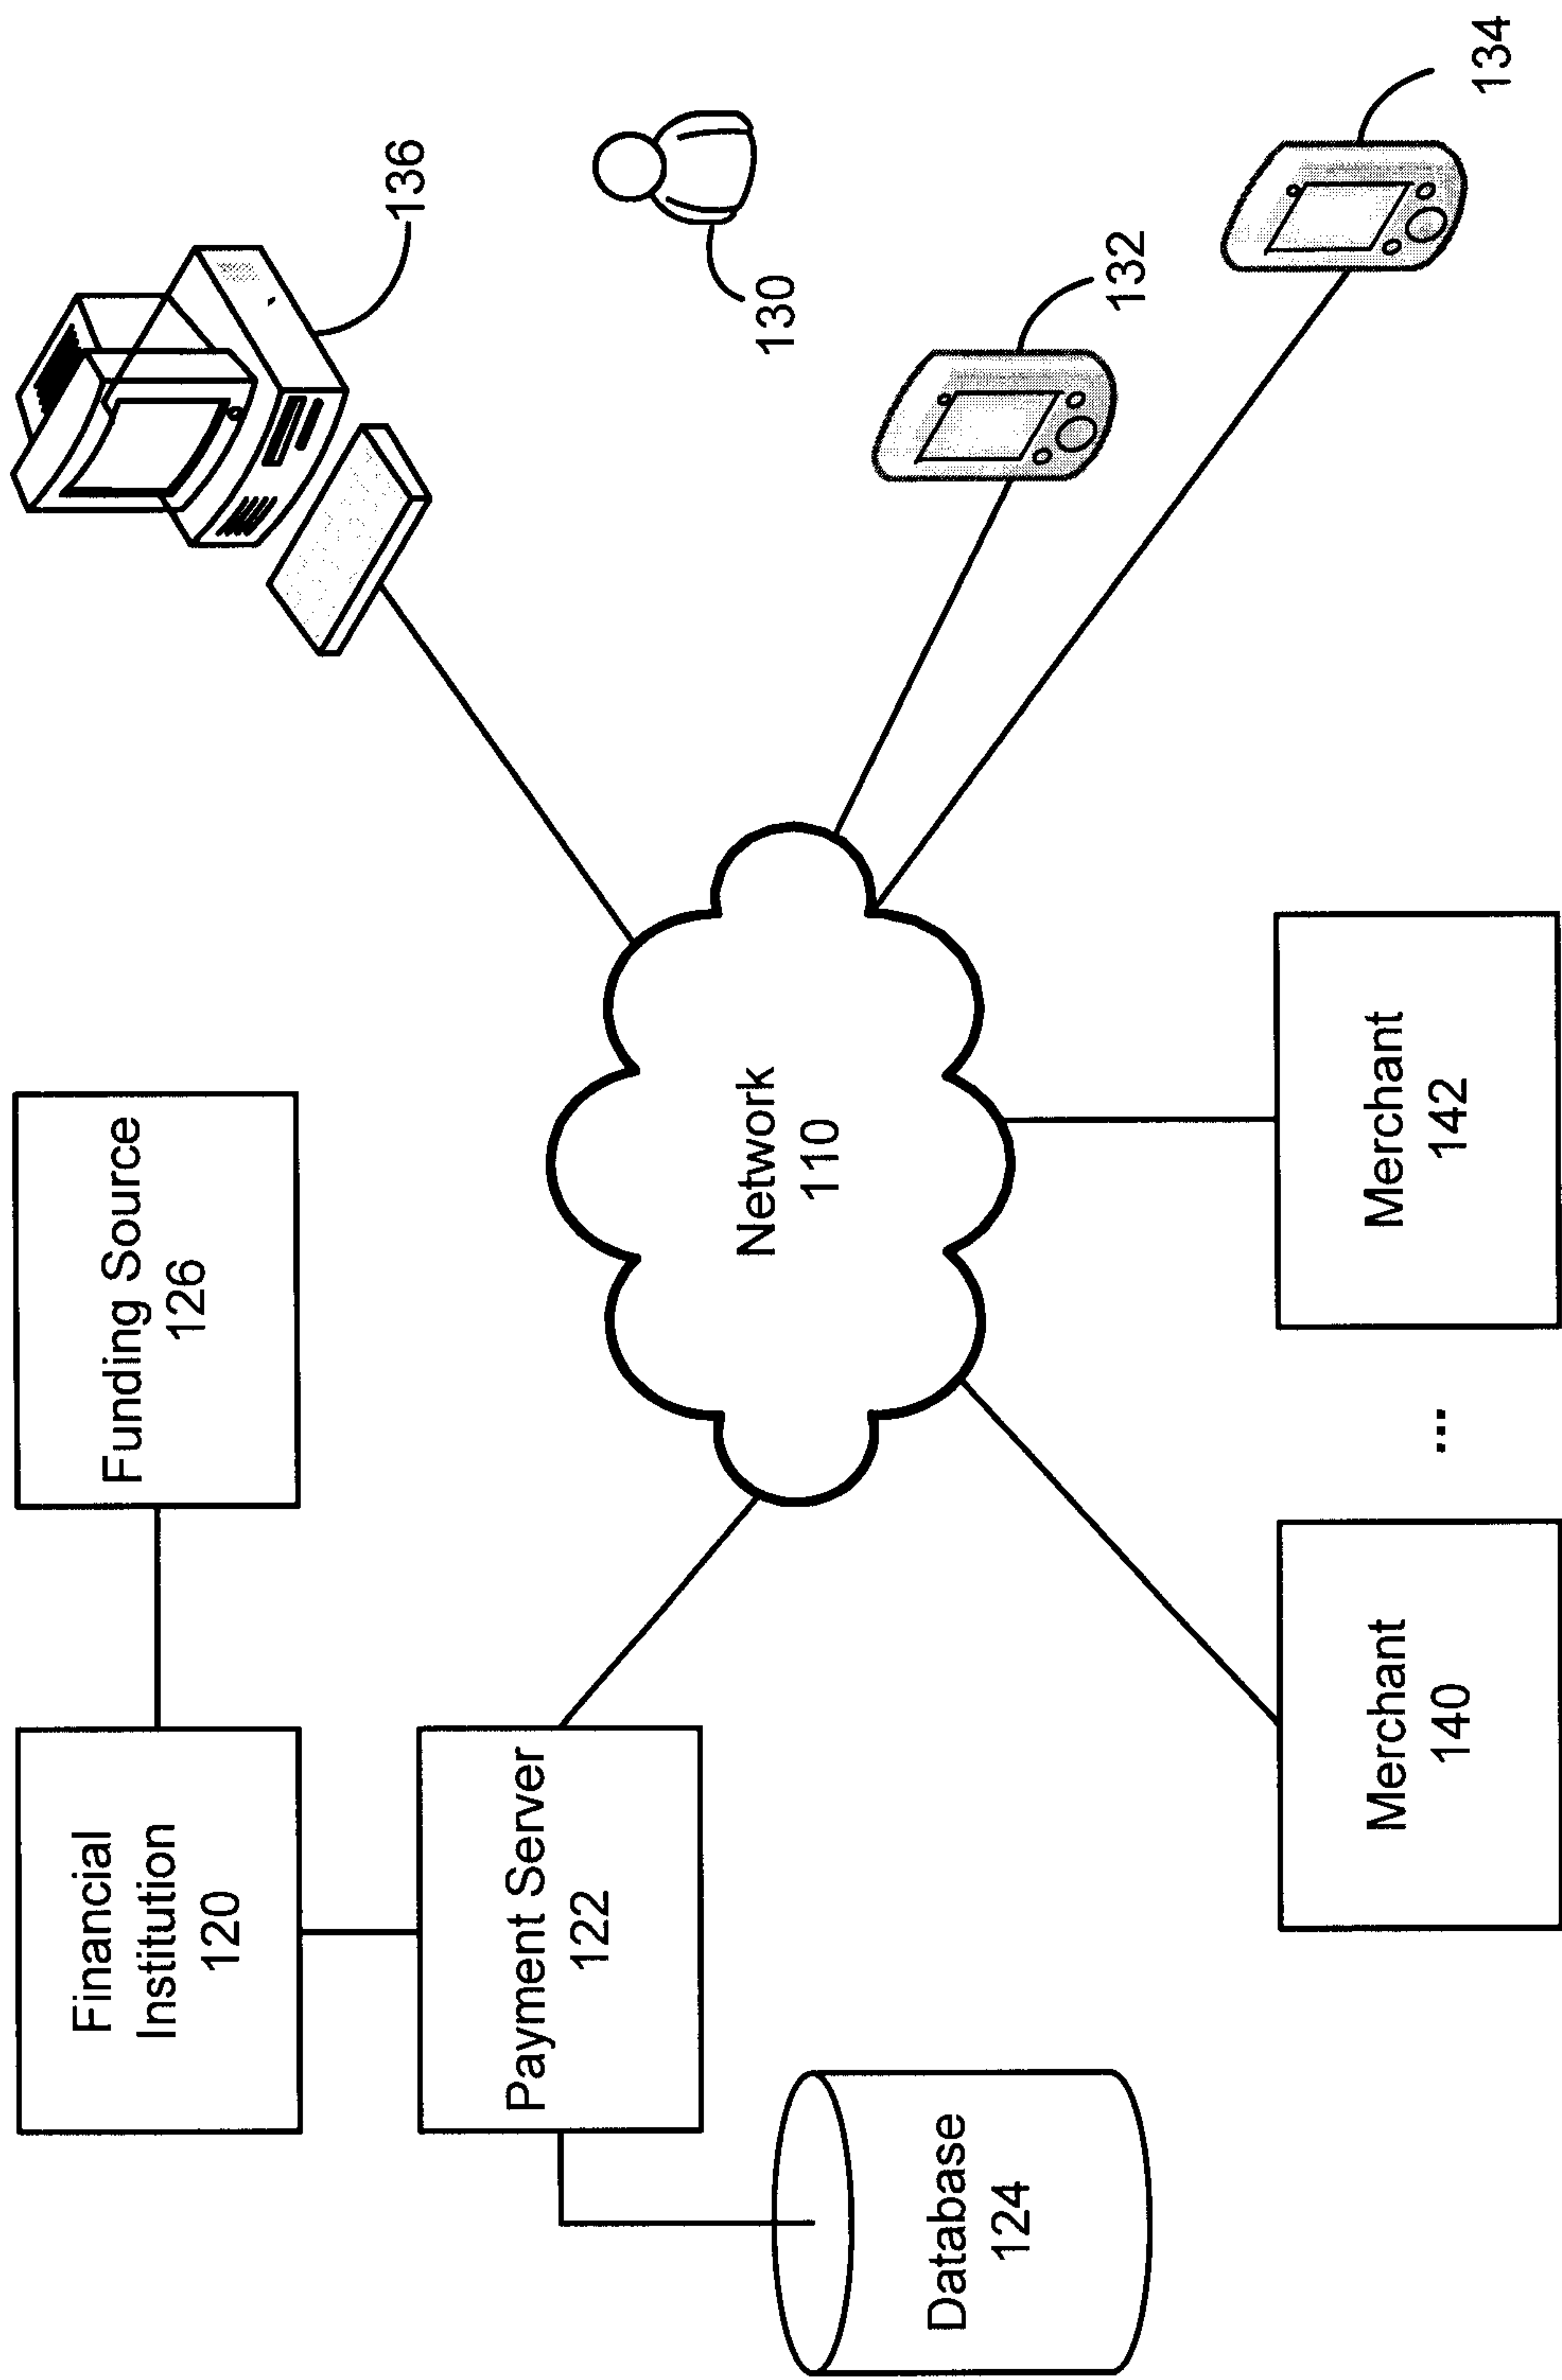 Financial
Institution
120
Funding Source
126
136
Payment Server
122
130
Network
110
Database
124
132
Merchant
140
...
Merchant
142
134